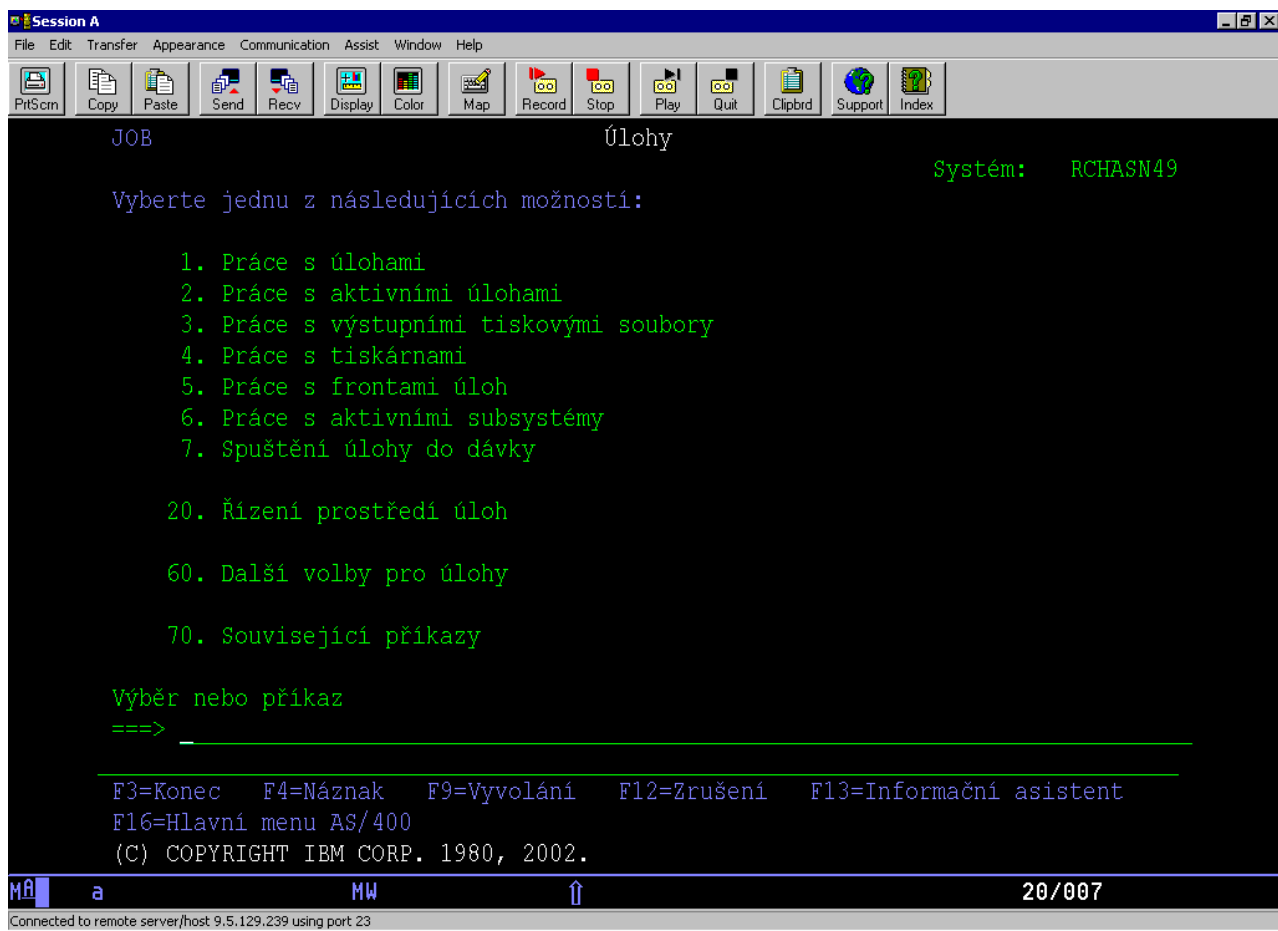 Session A
File Edit Transfer Appearance Communication Assist Window Help
PrtScrn Copy Paste Send Recv Display Color Map Record Stop Play Quit Clipbrd Support Index
JOB Úlohy
Systém: RCHASN49
Vyberte jednu z následujících možností:
1. Práce s úlohami
2. Práce s aktivními úlohami
3. Práce s výstupními tiskovými soubory
4. Práce s tiskárnami
5. Práce s frontami úloh
6. Práce s aktivními subsystémy
7. Spuštění úlohy do dávky
20. Řízení prostředí úloh
60. Další volby pro úlohy
70. Související příkazy
Výběr nebo příkaz
===>
F3=Konec F4=Náznak F9=Vyvolání F12=Zrušení F13=Informační asistent
F16=Hlavní menu AS/400
(C) COPYRIGHT IBM CORP. 1980, 2002.
MA a MW 20/007
Connected to remote server/host 9.5.129.239 using port 23